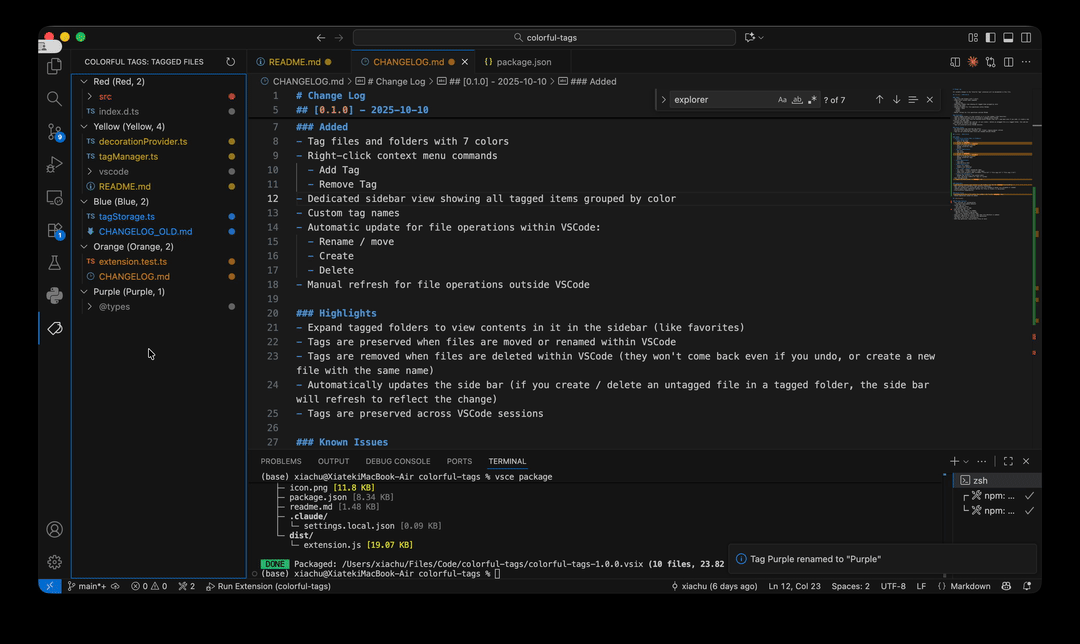 colorful-tags
COLORFUL TAGS: TAGGED FILES
Red (Red, 2)
src
TS index.d.ts
Yellow (Yellow, 4)
TS decorationProvider.ts
TS tagManager.ts
vscode
README.md
Blue (Blue, 2)
TS tagStorage.ts
CHANGELOG_OLD.md
Orange (Orange, 2)
TS extension.test.ts
CHANGELOG.md
Purple (Purple, 1)
@types
9
1
README.md
CHANGELOG.md
{} package.json
CHANGELOG.md > # Change Log > ## [0.1.0] - 2025-10-10 > ### Added
explorer Aa ab .* ? of 7
1 # Change Log
5 ## [0.1.0] - 2025-10-10
7 ### Added
8 - Tag files and folders with 7 colors
9 - Right-click context menu commands
10 - Add Tag
11 - Remove Tag
12 - Dedicated sidebar view showing all tagged items grouped by color
13 - Custom tag names
14 - Automatic update for file operations within VSCode:
15 - Rename / move
16 - Create
17 - Delete
18 - Manual refresh for file operations outside VSCode
19
20 ### Highlights
21 - Expand tagged folders to view contents in it in the sidebar (like favorites)
22 - Tags are preserved when files are moved or renamed within VSCode
23 - Tags are removed when files are deleted within VSCode (they won't come back even if you undo, or create a new
file with the same name)
24 - Automatically updates the side bar (if you create / delete an untagged file in a tagged folder, the side bar
will refresh to reflect the change)
25 - Tags are preserved across VSCode sessions
26
27 ### Known Issues
PROBLEMS OUTPUT DEBUG CONSOLE PORTS TERMINAL
(base) xiachu@XiatekiMacBook-Air colorful-tags % vsce package
icon.png [11.8 KB]
package.json [8.34 KB]
readme.md [1.48 KB]
.claude/
settings.local.json [0.09 KB]
dist/
extension.js [19.07 KB]
DONE Packaged: /Users/xiachu/Files/Code/colorful-tags/colorful-tags-1.0.0.vsix (10 files, 23.82
(base) xiachu@XiatekiMacBook-Air colorful-tags %
zsh
npm: ...
npm: ...
Tag Purple renamed to "Purple"
main*+ 0 0 2 Run Extension (colorful-tags) xiachu (6 days ago) Ln 12, Col 23 Spaces: 2 UTF-8 LF {} Markdown